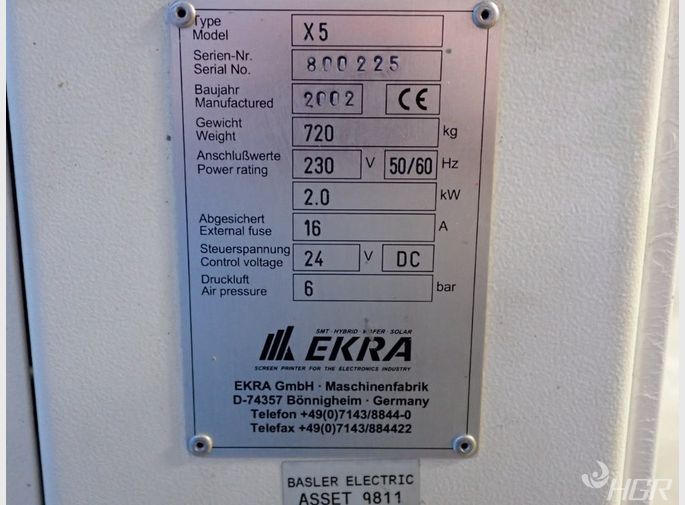 Type
Model X5
Serien-Nr.
Serial No. 800225
Baujahr
Manufactured 2002 CE
Gewicht
Weight 720 kg
Anschlußwerte
Power rating 230 V 50/60 Hz
2.0 kW
Abgesichert
External fuse 16 A
Steuerspannung
Control voltage 24 V DC
Druckluft
Air pressure 6 bar
SMT · HYBRID · WAFER · SOLAR
EKRA
SCREEN PRINTER FOR THE ELECTRONICS INDUSTRY
EKRA GmbH · Maschinenfabrik
D-74357 Bönnigheim · Germany
Telefon +49(0)7143/8844-0
Telefax +49(0)7143/884422
BASLER ELECTRIC
ASSET 9811
HGR